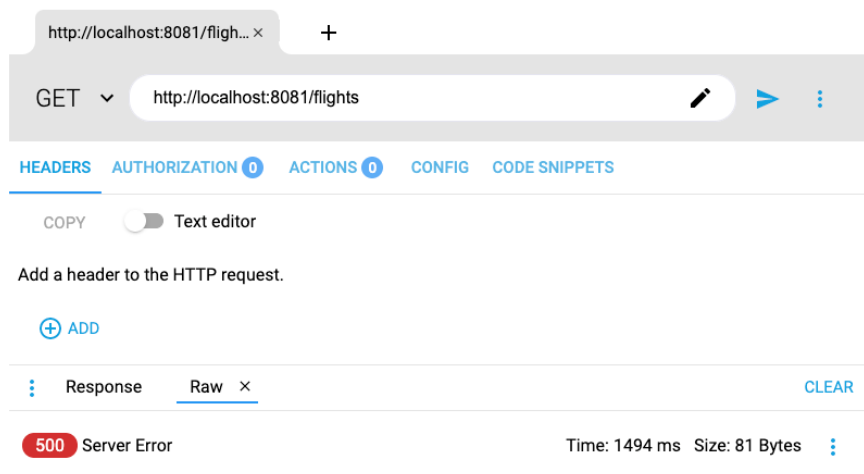 http://localhost:8081/fligh... × +
GET http://localhost:8081/flights
HEADERS AUTHORIZATION 0 ACTIONS 0 CONFIG CODE SNIPPETS
COPY Text editor
Add a header to the HTTP request.
ADD
Response Raw × CLEAR
500 Server Error Time: 1494 ms Size: 81 Bytes